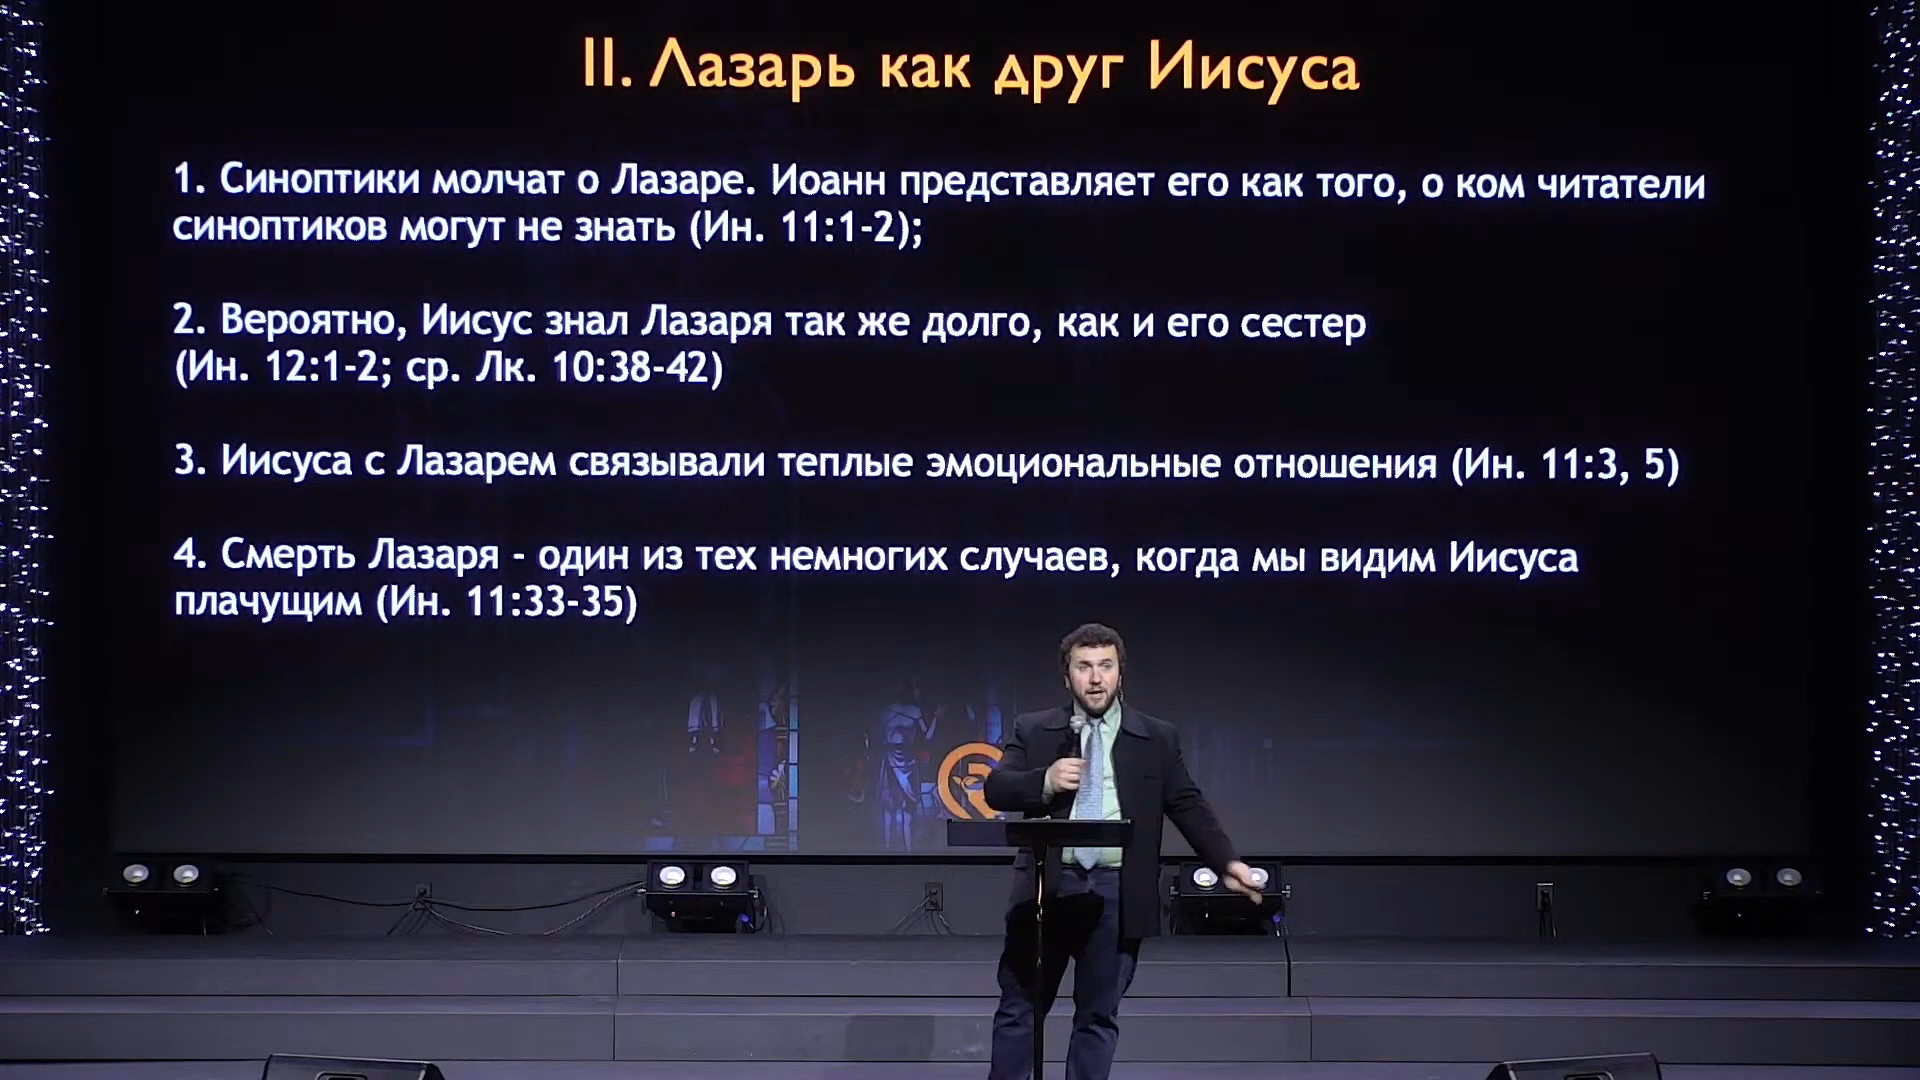 II. Лазарь как друг Иисуса
1. Синоптики молчат о Лазаре. Иоанн представляет его как того, о ком читатели
синоптиков могут не знать (Ин. 11:1-2);
2. Вероятно, Иисус знал Лазаря так же долго, как и его сестер
(Ин. 12:1-2; ср. Лк. 10:38-42)
3. Иисуса с Лазарем связывали теплые эмоциональные отношения (Ин. 11:3, 5)
4. Смерть Лазаря - один из тех немногих случаев, когда мы видим Иисуса
плачущим (Ин. 11:33-35)